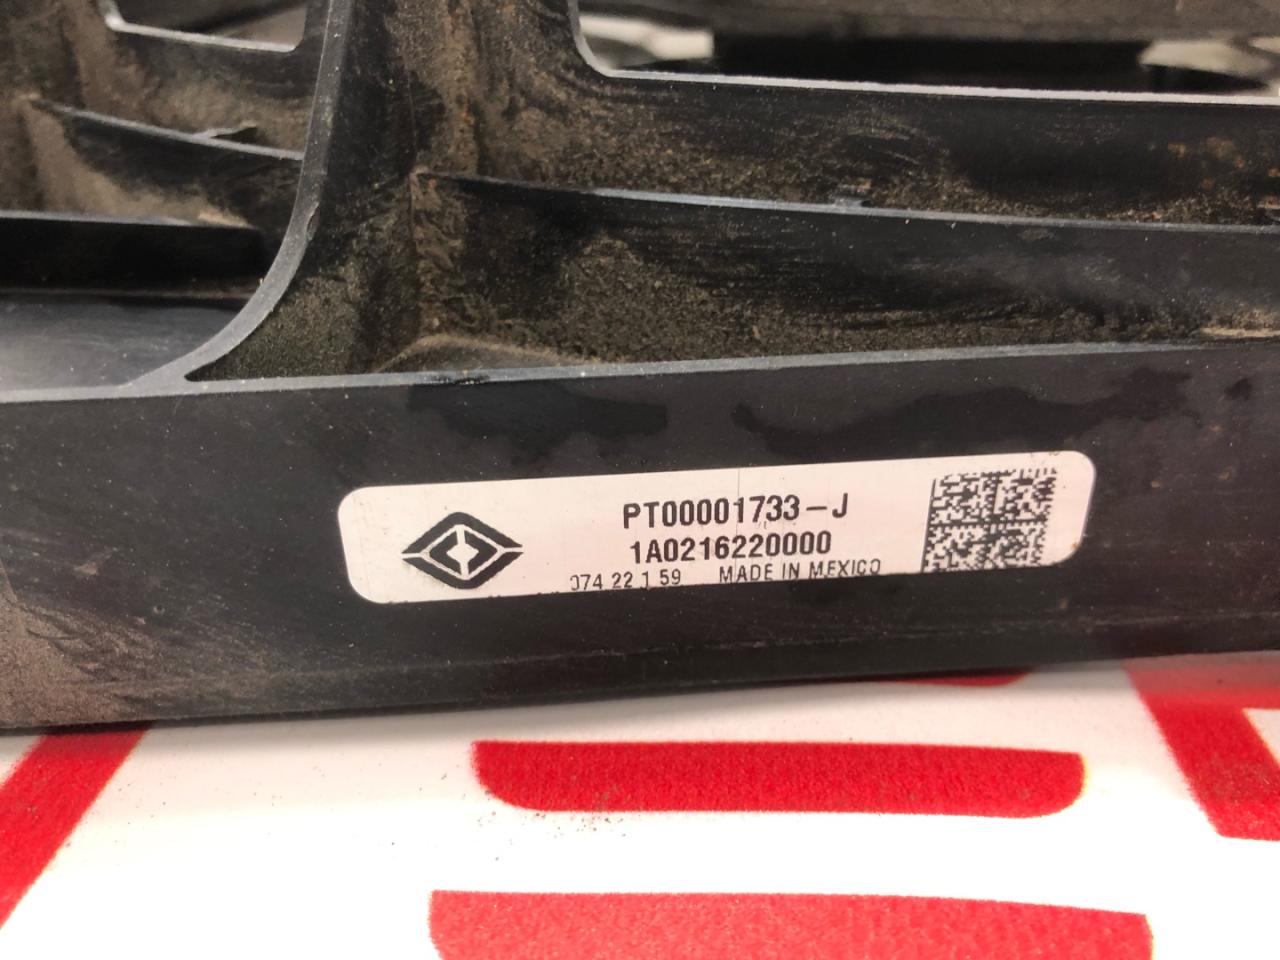 PT00001733-J
1A0216220000
074 22 1 59 MADE IN MEXICO